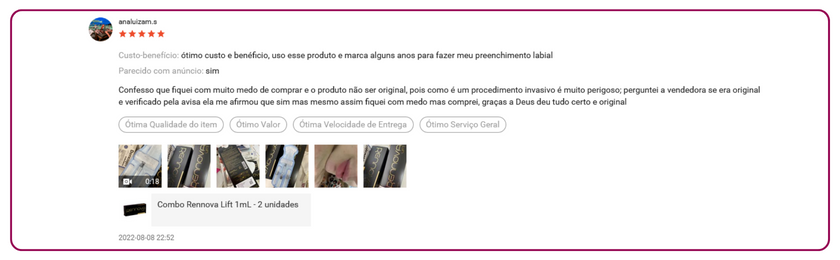 analuizam.s
Custo-benefício: ótimo custo e benéficio, uso esse produto e marca alguns anos para fazer meu preenchimento labial
Parecido com anúncio: sim
Confesso que fiquei com muito medo de comprar e o produto não ser original, pois como é um procedimento invasivo é muito perigoso; perguntei a vendedora se era original
e verificado pela avisa ela me afirmou que sim mas mesmo assim fiquei com medo mas comprei, graças a Deus deu tudo certo e original
Ótima Qualidade do item
Ótimo Valor
Ótima Velocidade de Entrega
Ótimo Serviço Geral
0:18
Combo Rennova Lift 1mL - 2 unidades
2022-08-08 22:52